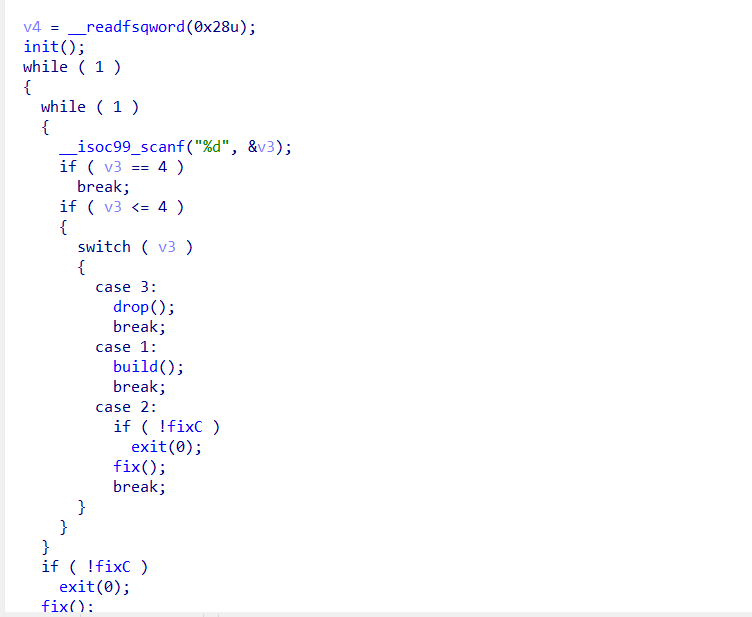 v4 = __readfsqword(0x28u);
init();
while ( 1 )
{
  while ( 1 )
  {
    __isoc99_scanf("%d", &v3);
    if ( v3 == 4 )
      break;
    if ( v3 <= 4 )
    {
      switch ( v3 )
      {
        case 3:
          drop();
          break;
        case 1:
          build();
          break;
        case 2:
          if ( !fixC )
            exit(0);
          fix();
          break;
      }
    }
  }
  if ( !fixC )
    exit(0);
  fix();